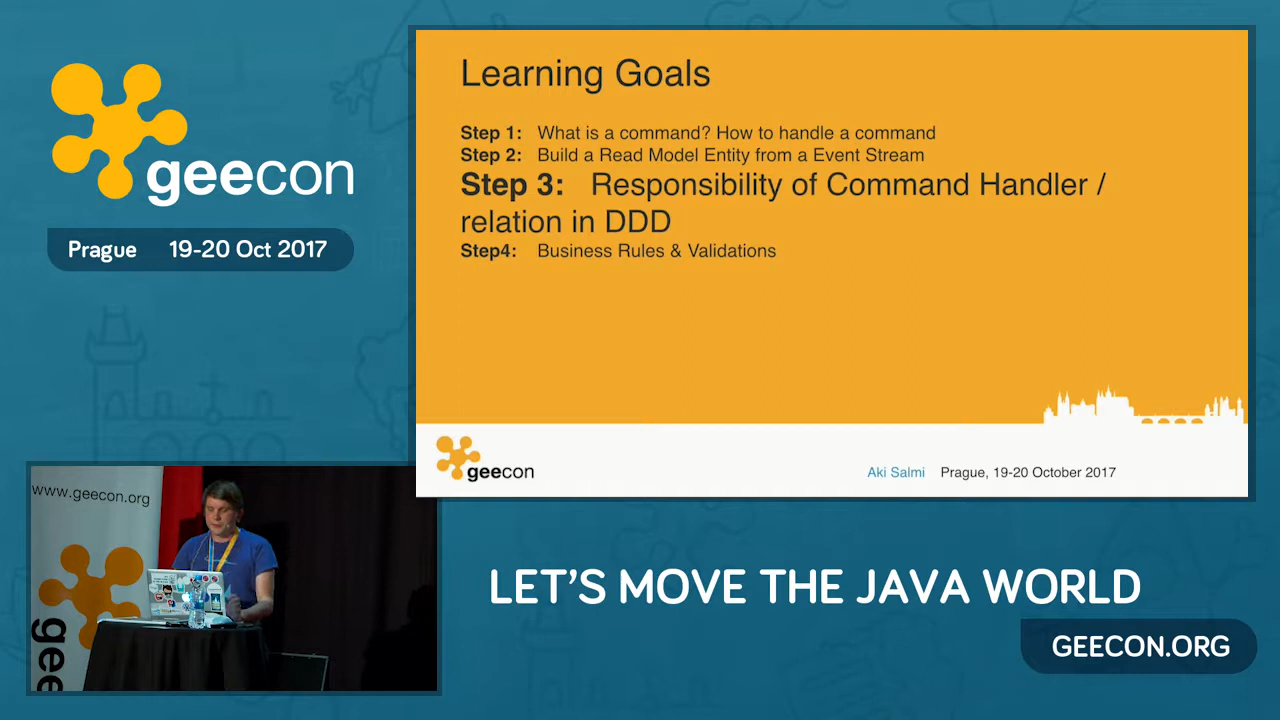 geecon
Prague 19-20 Oct 2017
Learning Goals
Step 1: What is a command? How to handle a command
Step 2: Build a Read Model Entity from a Event Stream
Step 3: Responsibility of Command Handler /
relation in DDD
Step4: Business Rules & Validations
geecon
Aki Salmi Prague, 19-20 October 2017
www.geecon.org
gee
LET'S MOVE THE JAVA WORLD
GEECON.ORG